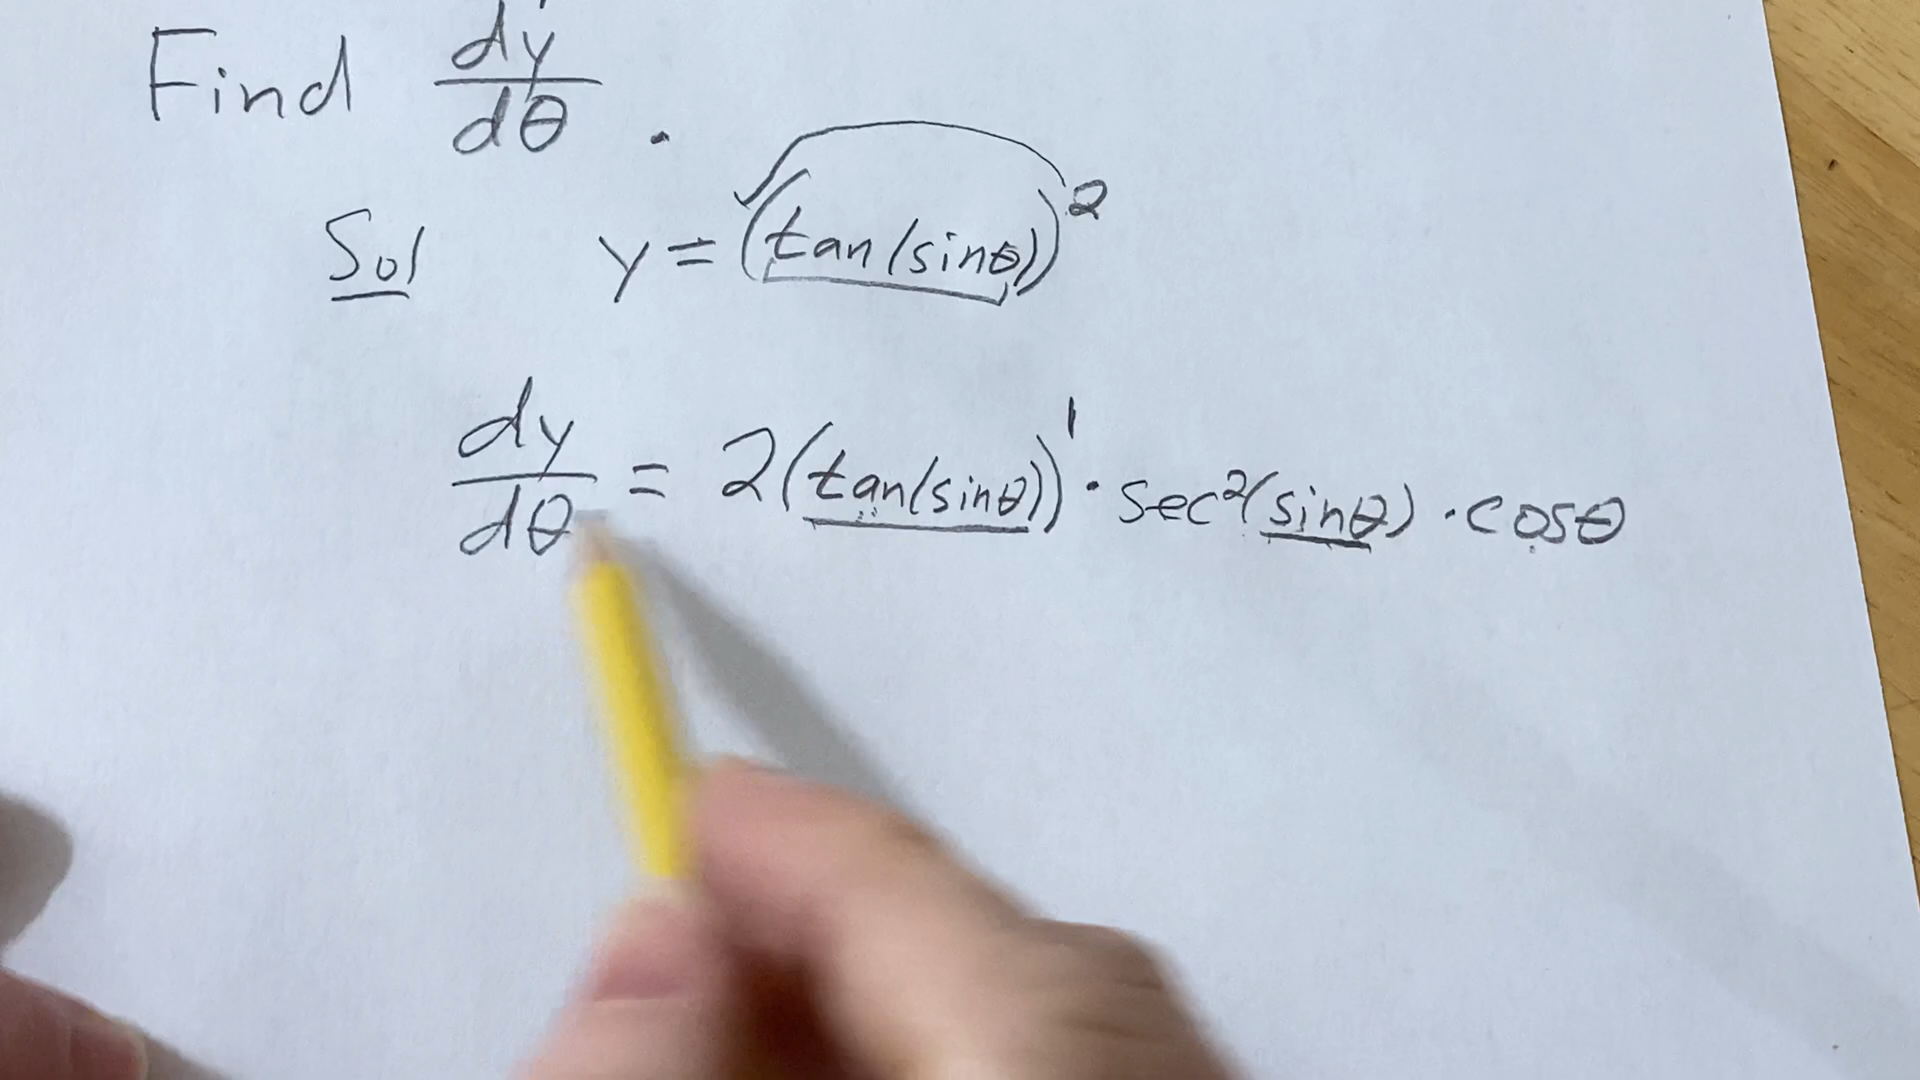 Find dy/dθ.
Sol y = (tan(sinθ))²
dy/dθ = 2(tan(sinθ))¹ · sec²(sinθ) · cosθ